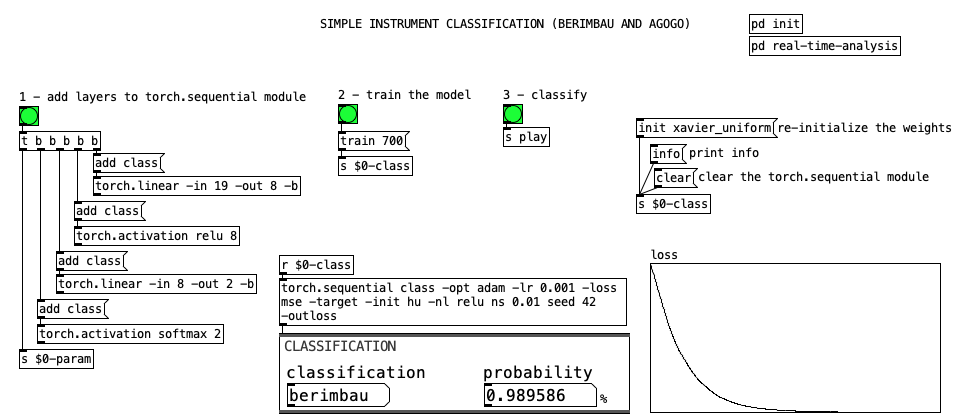 SIMPLE INSTRUMENT CLASSIFICATION (BERIMBAU AND AGOGO)
pd init
pd real-time-analysis
1 - add layers to torch.sequential module
t b b b b b
add class
torch.linear -in 19 -out 8 -b
add class
torch.activation relu 8
add class
torch.linear -in 8 -out 2 -b
add class
torch.activation softmax 2
s $0-param
2 - train the model
train 700
s $0-class
3 - classify
s play
init xavier_uniform re-initialize the weights
info print info
clear clear the torch.sequential module
s $0-class
r $0-class
torch.sequential class -opt adam -lr 0.001 -loss
mse -target -init hu -nl relu ns 0.01 seed 42
-outloss
CLASSIFICATION
classification probability
berimbau 0.989586 %
loss